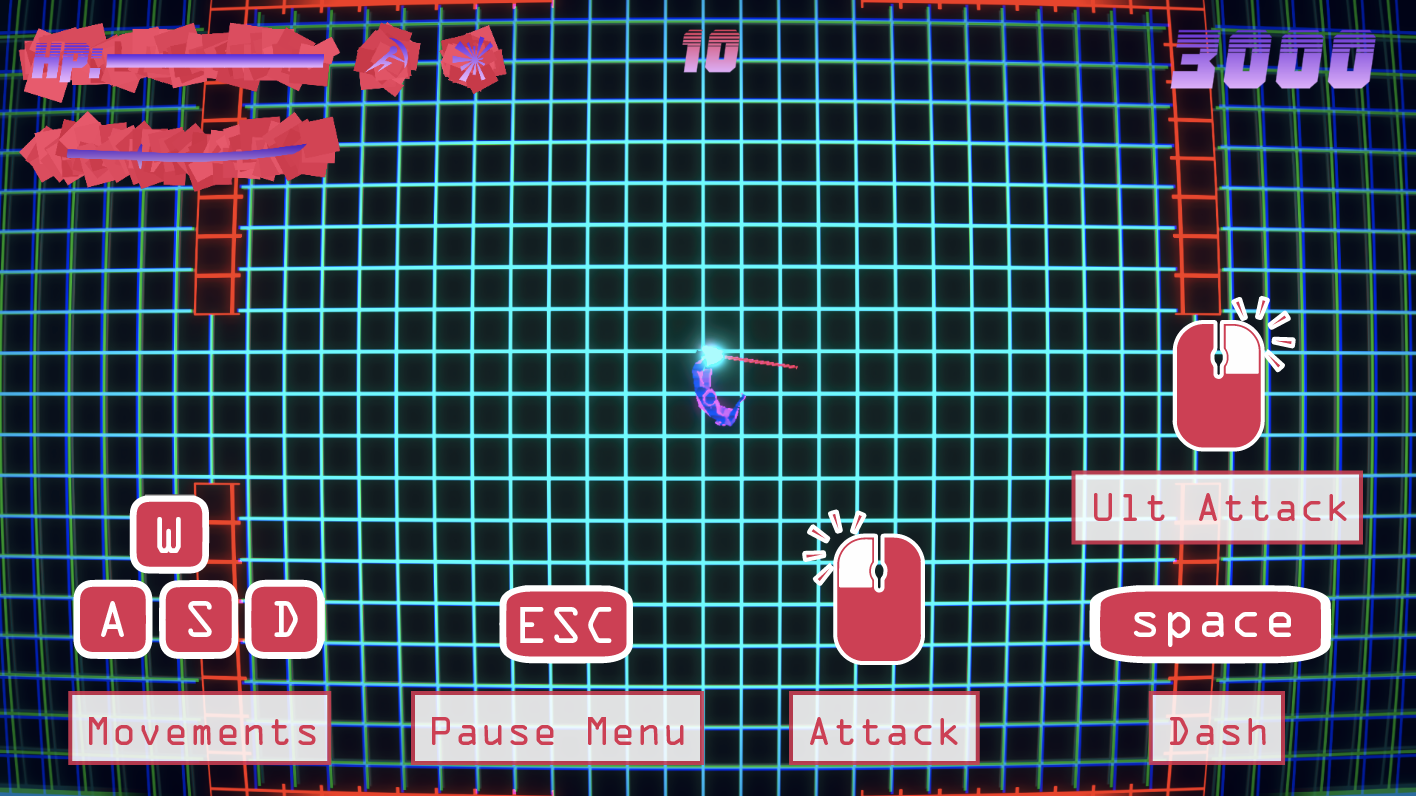 HP:
10
3000
Ult Attack
W
A S D
ESC
space
Movements
Pause Menu
Attack
Dash